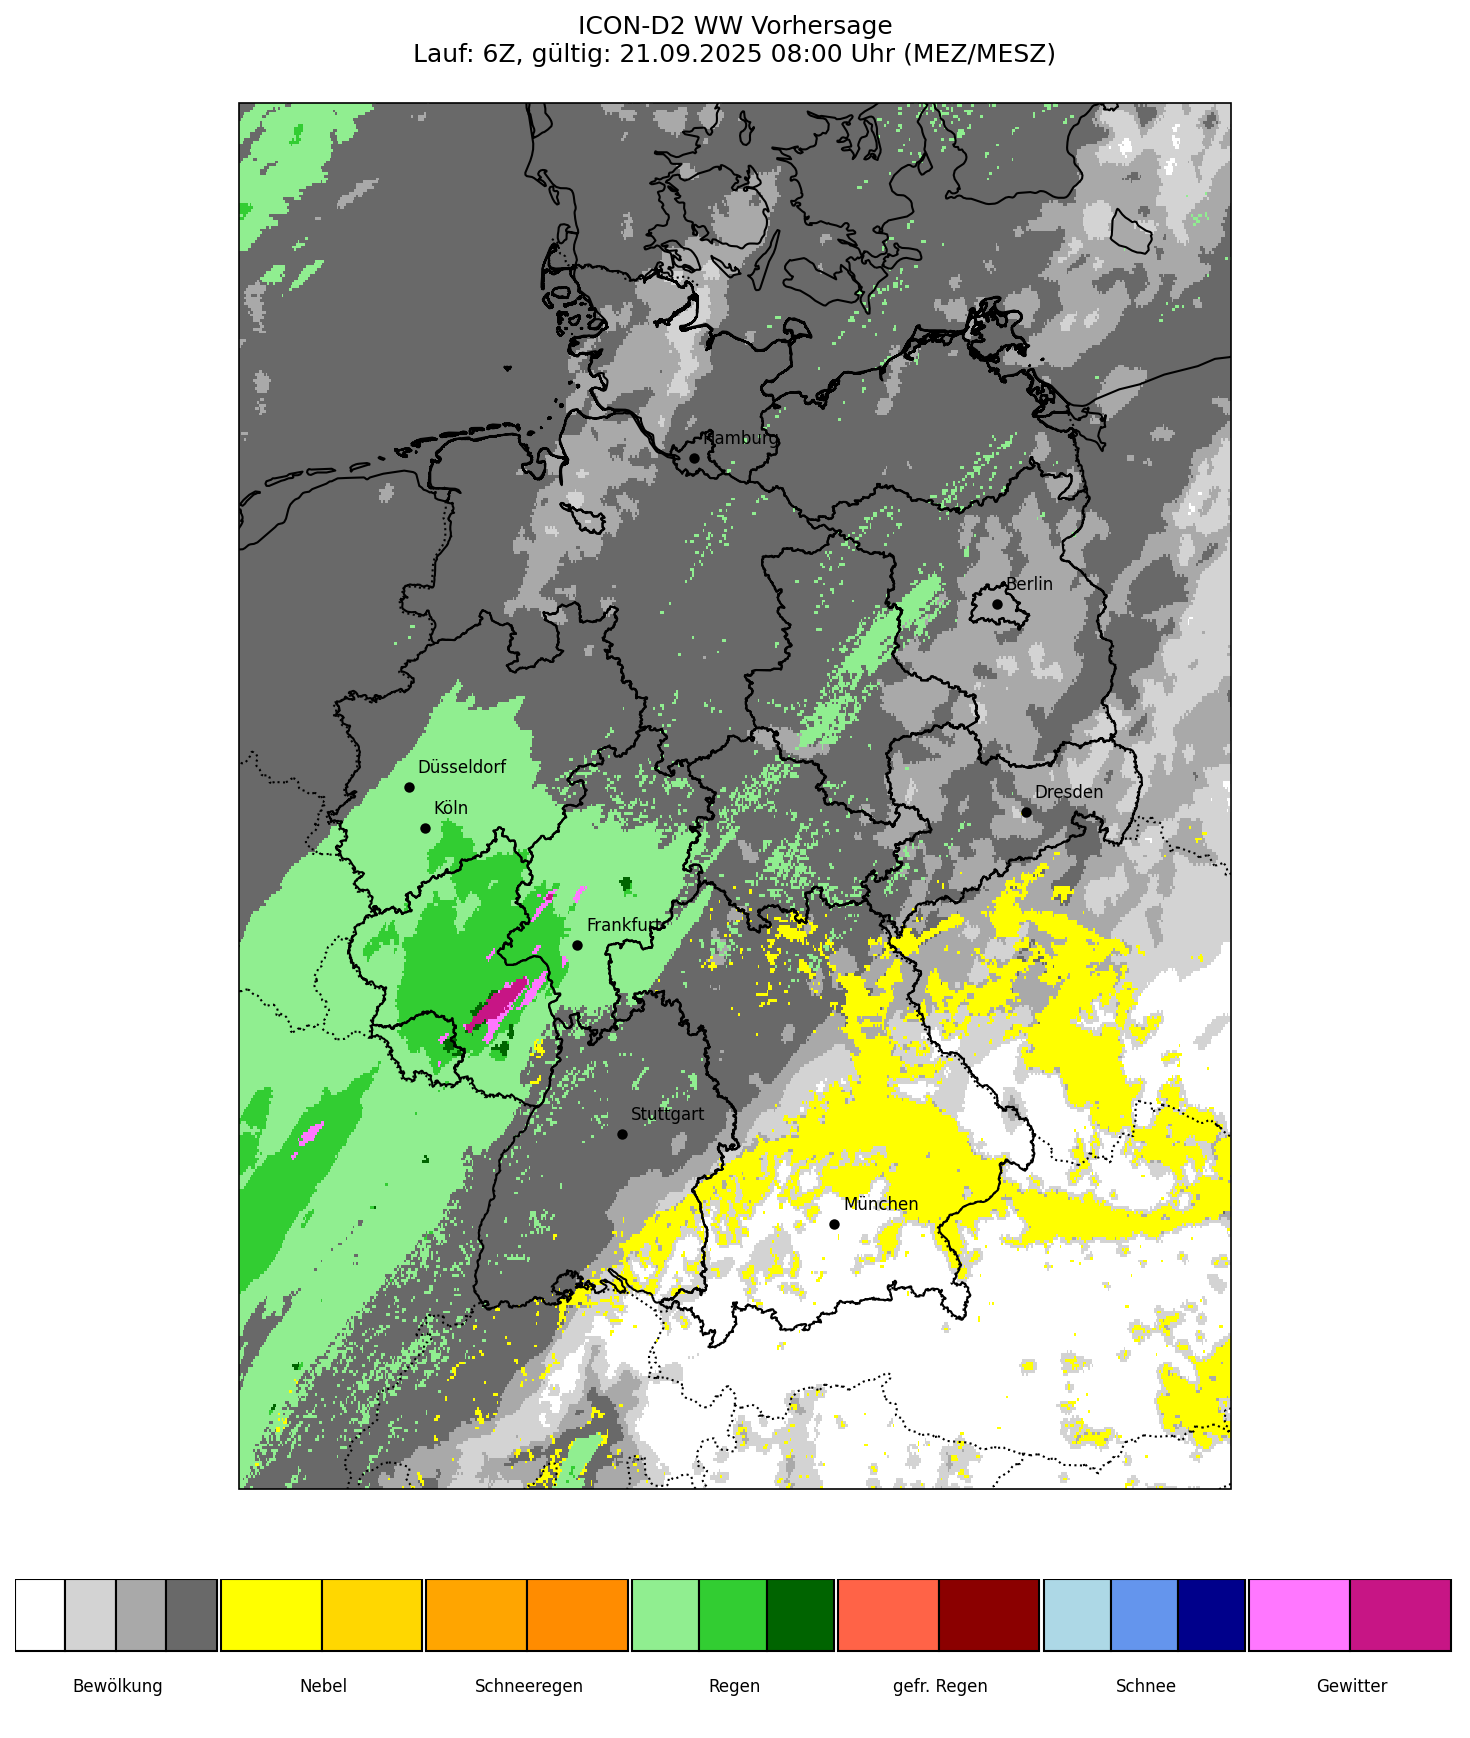 ICON-D2 WW Vorhersage
Lauf: 6Z, gültig: 21.09.2025 08:00 Uhr (MEZ/MESZ)
Hamburg
Berlin
Düsseldorf
Dresden
Köln
Frankfurt
Stuttgart
München
Bewölkung
Nebel
Schneeregen
Regen
gefr. Regen
Schnee
Gewitter